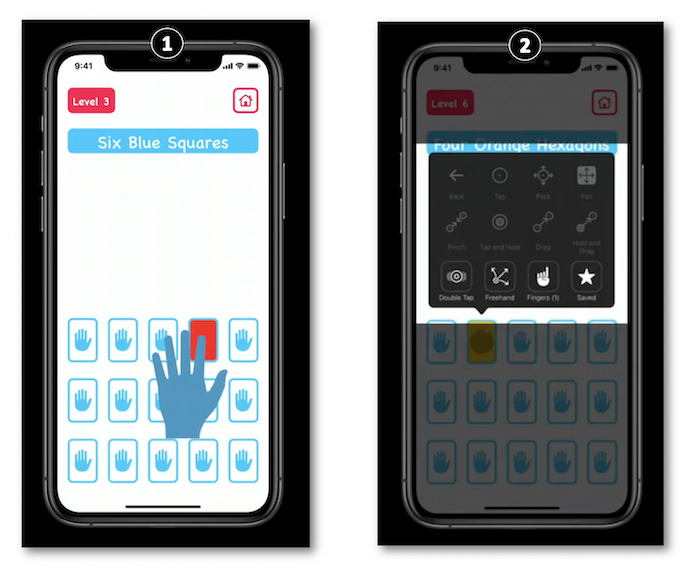 1
9:41
Level 3
Six Blue Squares
2
9:41
Level 6
Four Orange Hexagons
Back Tap Flick Pan
Pinch Tap and Hold Drag Hold and Drag
Double Tap Freehand Fingers (1) Saved